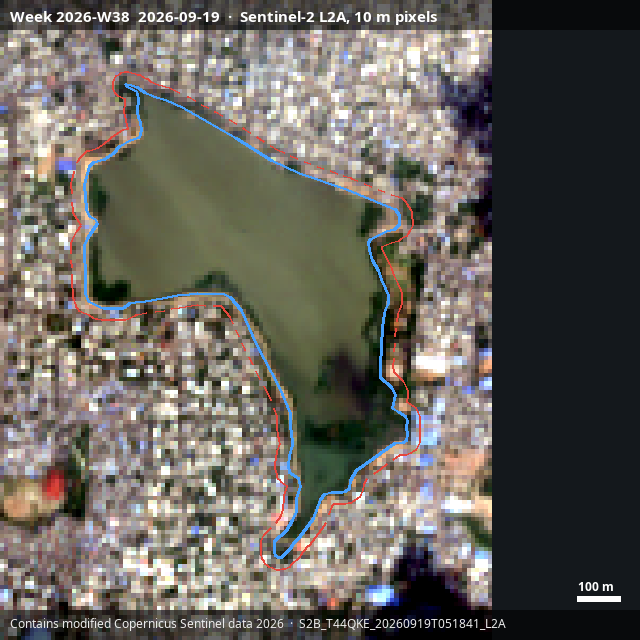 Week 2026-W38 2026-09-19 · Sentinel-2 L2A, 10 m pixels
100 m
Contains modified Copernicus Sentinel data 2026 · S2B_T44QKE_20260919T051841_L2A